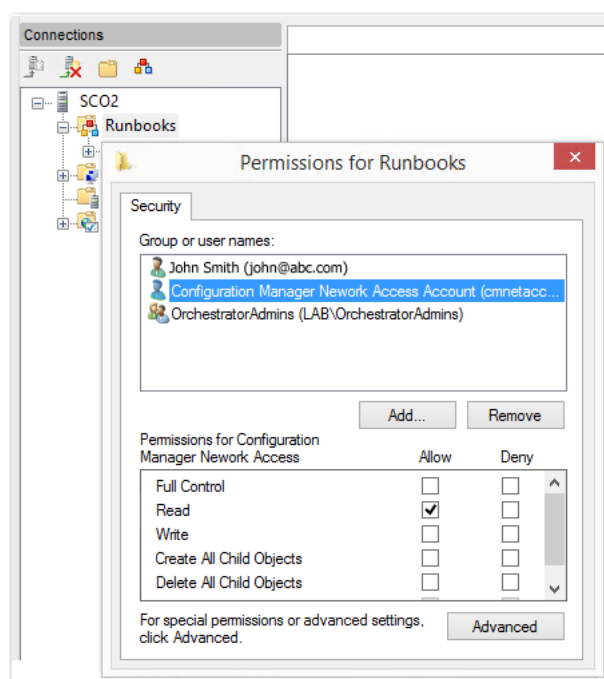 Connections
SCO2
Runbooks
Permissions for Runbooks
Security
Group or user names:
John Smith (john@abc.com)
Configuration Manager Nework Access Account (cmnetacc...
OrchestratorAdmins (LAB\OrchestratorAdmins)
Add...
Remove
Permissions for Configuration
Manager Network Access
Allow
Deny
Full Control
Read
Write
Create All Child Objects
Delete All Child Objects
For special permissions or advanced settings,
click Advanced.
Advanced